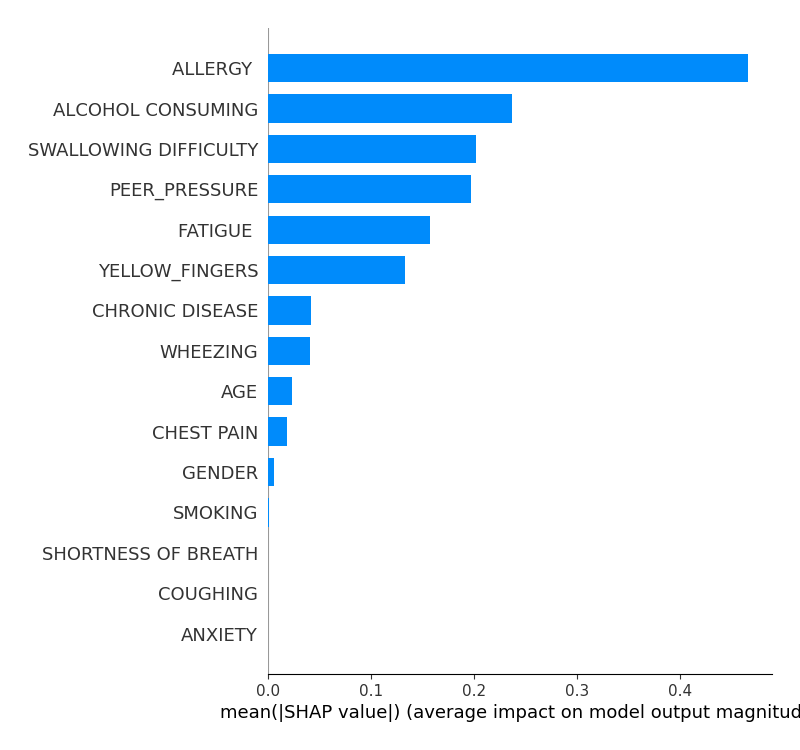 ALLERGY
ALCOHOL CONSUMING
SWALLOWING DIFFICULTY
PEER_PRESSURE
FATIGUE
YELLOW_FINGERS
CHRONIC DISEASE
WHEEZING
AGE
CHEST PAIN
GENDER
SMOKING
SHORTNESS OF BREATH
COUGHING
ANXIETY
0.0 0.1 0.2 0.3 0.4
mean(|SHAP value|) (average impact on model output magnitud